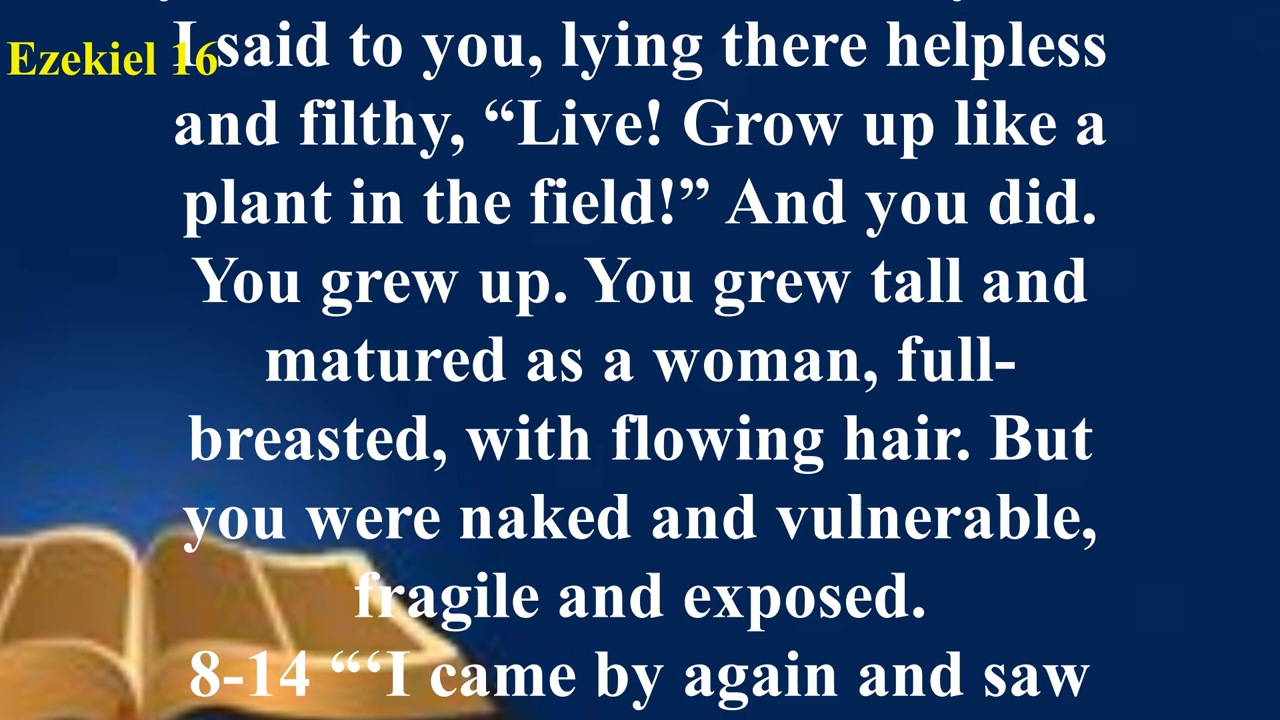 Ezekiel 16
I said to you, lying there helpless
and filthy, “Live! Grow up like a
plant in the field!” And you did.
You grew up. You grew tall and
matured as a woman, full-
breasted, with flowing hair. But
you were naked and vulnerable,
fragile and exposed.
8-14 “‘I came by again and saw